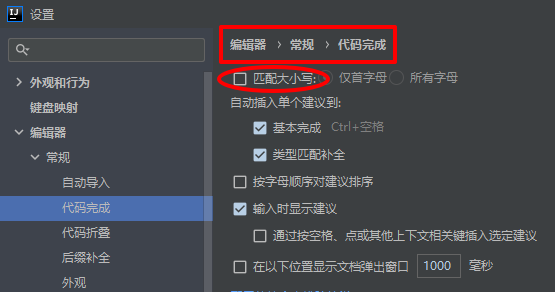 IJ 设置
编辑器 › 常规 › 代码完成
外观和行为
键盘映射
编辑器
常规
自动导入
代码完成
代码折叠
后缀补全
外观
匹配大小写: 仅首字母 所有字母
自动插入单个建议到:
基本完成 Ctrl+空格
类型匹配补全
按字母顺序对建议排序
输入时显示建议
通过按空格、点或其他上下文相关键插入选定建议
在以下位置显示文档弹出窗口 1000 毫秒